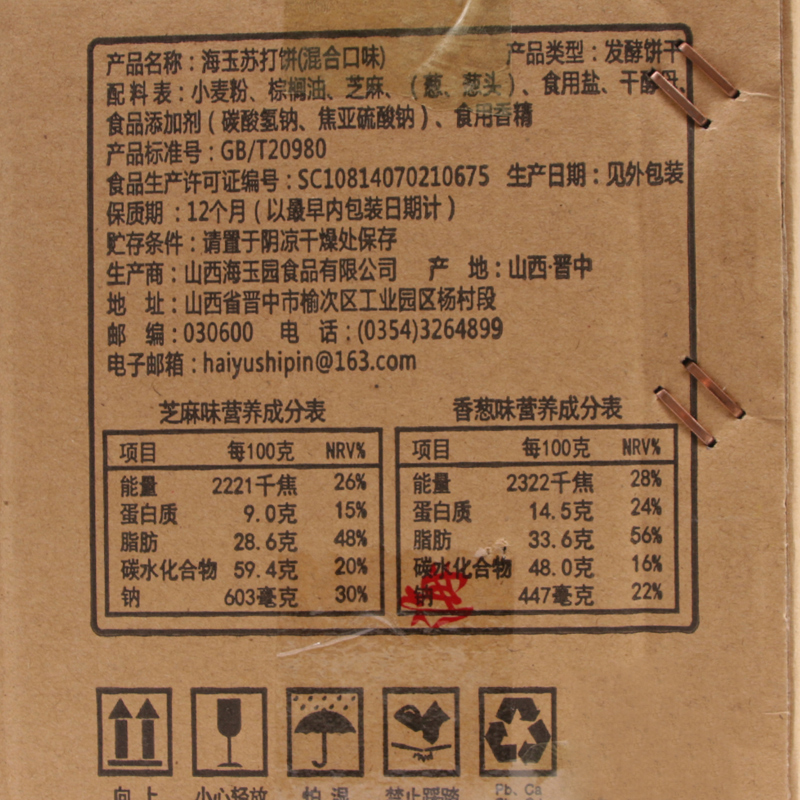 产品名称：海玉苏打饼(混合口味) 产品类型：发酵饼干
配料表：小麦粉、棕榈油、芝麻、（葱、葱头）、食用盐、干酵母、
食品添加剂（碳酸氢钠、焦亚硫酸钠）、食用香精
产品标准号：GB/T20980
食品生产许可证编号：SC10814070210675 生产日期：见外包装
保质期：12个月（以最早内包装日期计）
贮存条件：请置于阴凉干燥处保存
生产商：山西海玉园食品有限公司 产 地：山西·晋中
地 址：山西省晋中市榆次区工业园区杨村段
邮 编：030600 电 话：(0354)3264899
电子邮箱：haiyushipin@163.com
芝麻味营养成分表 香葱味营养成分表
项目 每100克 NRV% 项目 每100克 NRV%
能量 2221千焦 26% 能量 2322千焦 28%
蛋白质 9.0克 15% 蛋白质 14.5克 24%
脂肪 28.6克 48% 脂肪 33.6克 56%
碳水化合物 59.4克 20% 碳水化合物 48.0克 16%
钠 603毫克 30% 钠 447毫克 22%
海
向上 小心轻放 怕湿 禁止踩踏 Pb、Ca